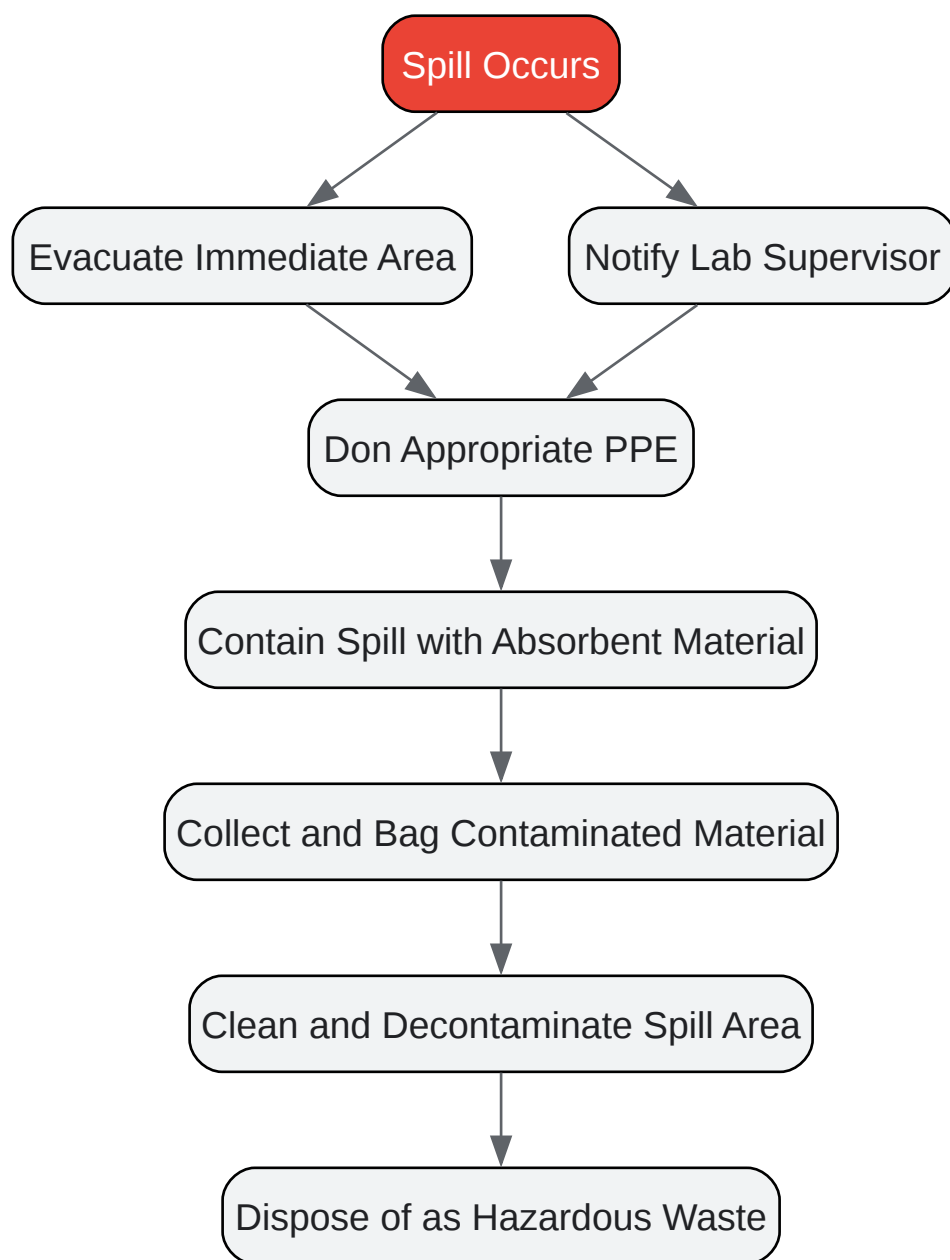 Spill Occurs
Evacuate Immediate Area
Notify Lab Supervisor
Don Appropriate PPE
Contain Spill with Absorbent Material
Collect and Bag Contaminated Material
Clean and Decontaminate Spill Area
Dispose of as Hazardous Waste